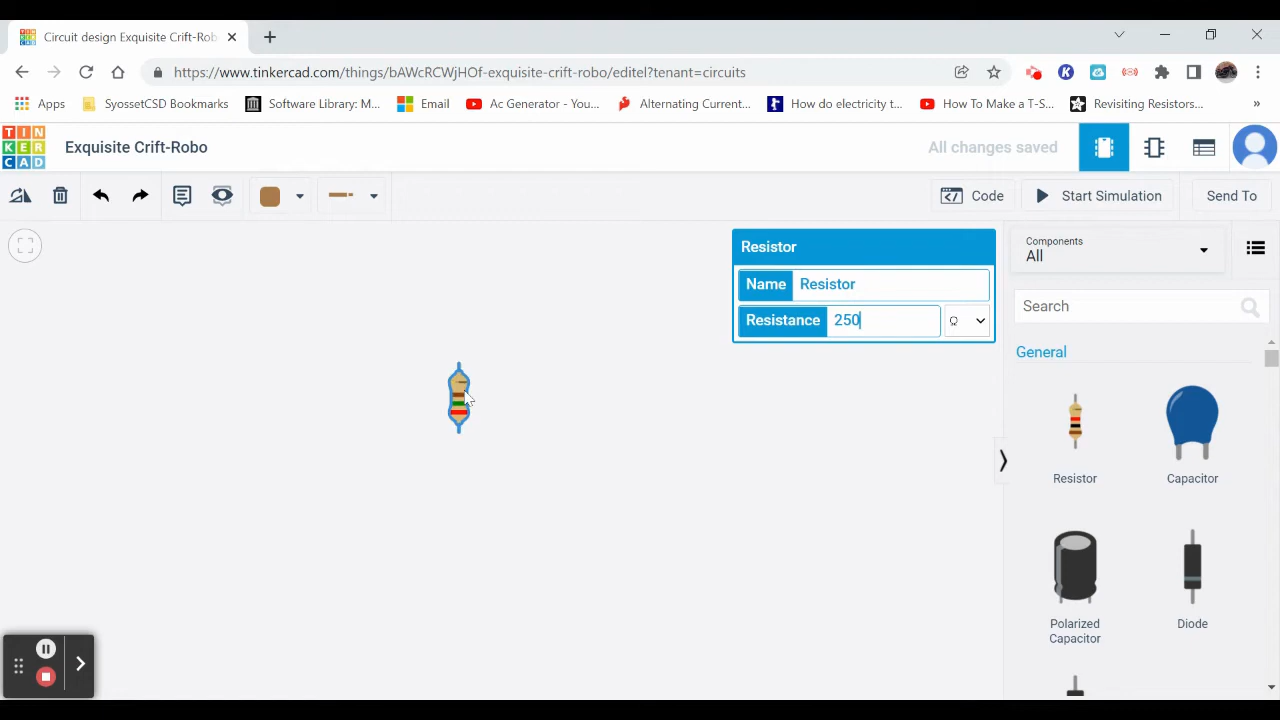 Circuit design Exquisite Crift-Rob
https://www.tinkercad.com/things/bAWcRCWjHOf-exquisite-crift-robo/editel?tenant=circuits
Apps
SyossetCSD Bookmarks
Software Library: M...
Email
Ac Generator - You...
Alternating Current,...
How do electricity t...
How To Make a T-S...
Revisiting Resistors...
»
TIN
KER
CAD
Exquisite Crift-Robo
All changes saved
Code
Start Simulation
Send To
Resistor
Name Resistor
Resistance 250 Ω
Components
All
Search
General
Resistor
Capacitor
Polarized
Capacitor
Diode